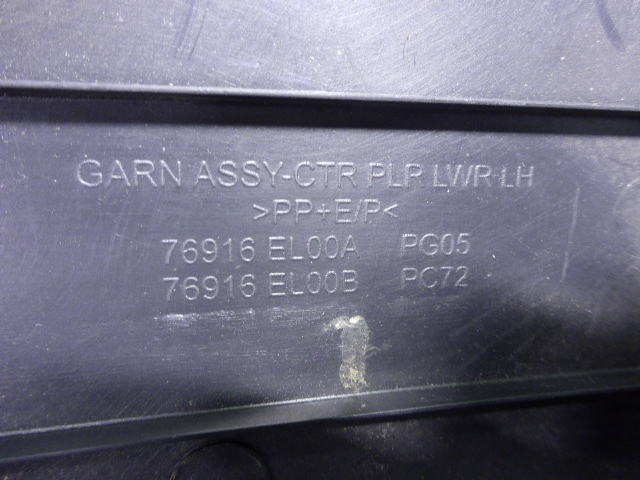 GARN ASSY-CTR PLR LWR LH
>PP+E/P<
76916 EL00A PG05
76916 EL00B PC72